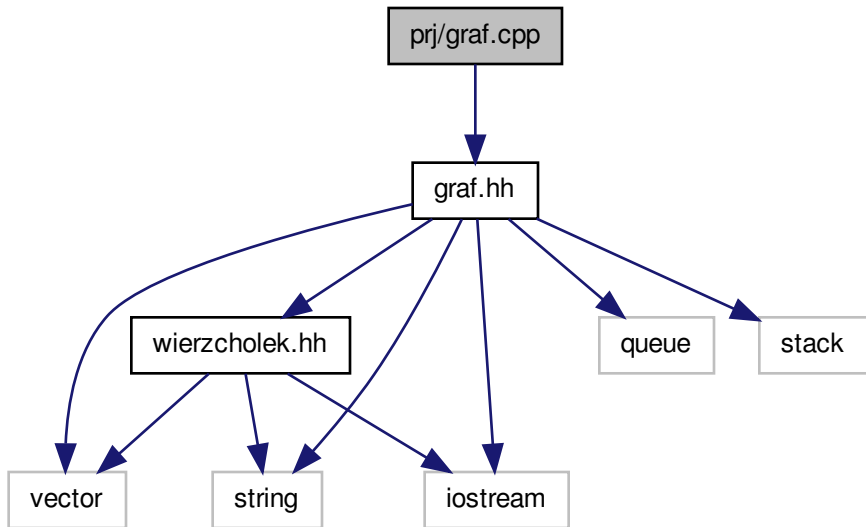 prj/graf.cpp
graf.hh
wierzcholek.hh
queue
stack
vector
string
iostream